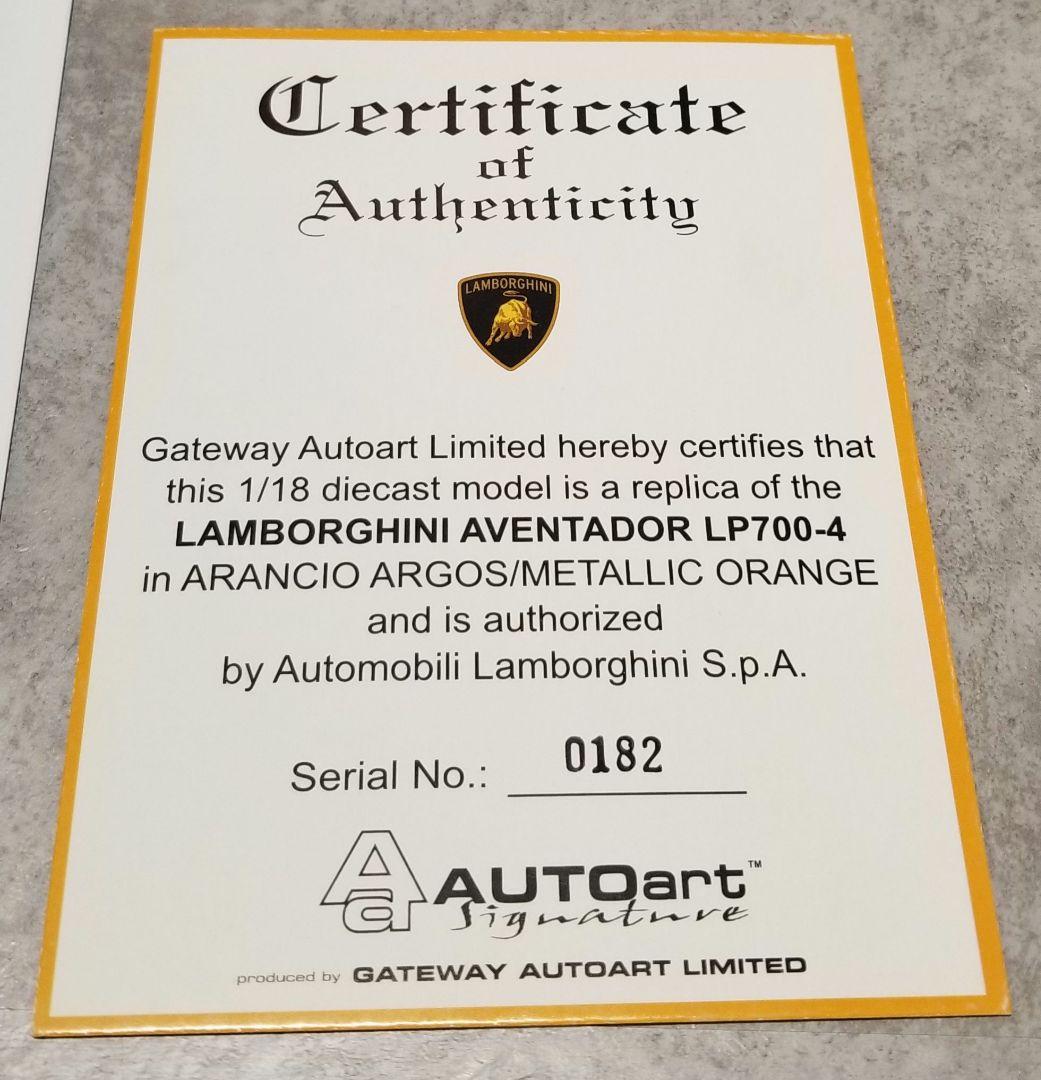 Certificate
of
Authenticity
LAMBORGHINI
Gateway Autoart Limited hereby certifies that
this 1/18 diecast model is a replica of the
LAMBORGHINI AVENTADOR LP700-4
in ARANCIO ARGOS/METALLIC ORANGE
and is authorized
by Automobili Lamborghini S.p.A.
Serial No.: 0182
Aa AUTOart™
Signature
produced by GATEWAY AUTOART LIMITED